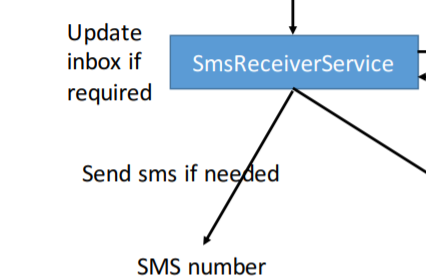 Update
inbox if
required
SmsReceiverService
Send sms if needed
SMS number